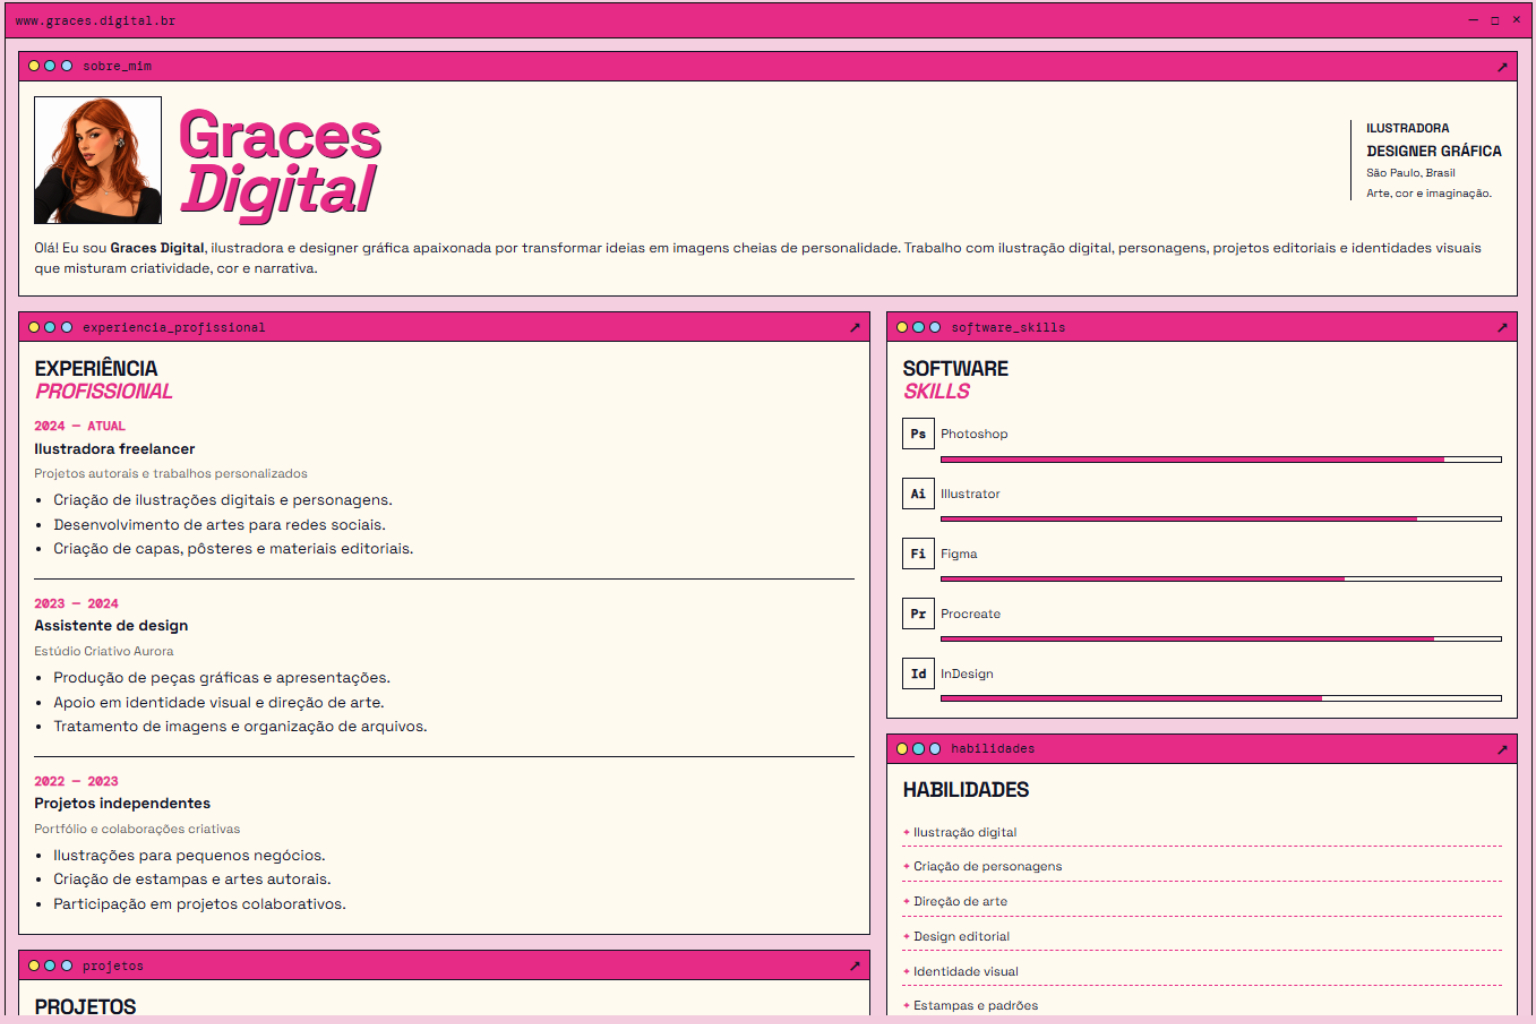 www.graces.digital.br
sobre_mim
Graces
Digital
ILUSTRADORA
DESIGNER GRÁFICA
São Paulo, Brasil
Arte, cor e imaginação.
Olá! Eu sou Graces Digital, ilustradora e designer gráfica apaixonada por transformar ideias em imagens cheias de personalidade. Trabalho com ilustração digital, personagens, projetos editoriais e identidades visuais
que misturam criatividade, cor e narrativa.
experiencia_profissional
EXPERIÊNCIA
PROFISSIONAL
2024 — ATUAL
Ilustradora freelancer
Projetos autorais e trabalhos personalizados
• Criação de ilustrações digitais e personagens.
• Desenvolvimento de artes para redes sociais.
• Criação de capas, pôsteres e materiais editoriais.
2023 — 2024
Assistente de design
Estúdio Criativo Aurora
• Produção de peças gráficas e apresentações.
• Apoio em identidade visual e direção de arte.
• Tratamento de imagens e organização de arquivos.
2022 — 2023
Projetos independentes
Portfólio e colaborações criativas
• Ilustrações para pequenos negócios.
• Criação de estampas e artes autorais.
• Participação em projetos colaborativos.
projetos
PROJETOS
software_skills
SOFTWARE
SKILLS
Ps Photoshop
Ai Illustrator
Fi Figma
Pr Procreate
Id InDesign
habilidades
HABILIDADES
✦ Ilustração digital
✦ Criação de personagens
✦ Direção de arte
✦ Design editorial
✦ Identidade visual
✦ Estampas e padrões